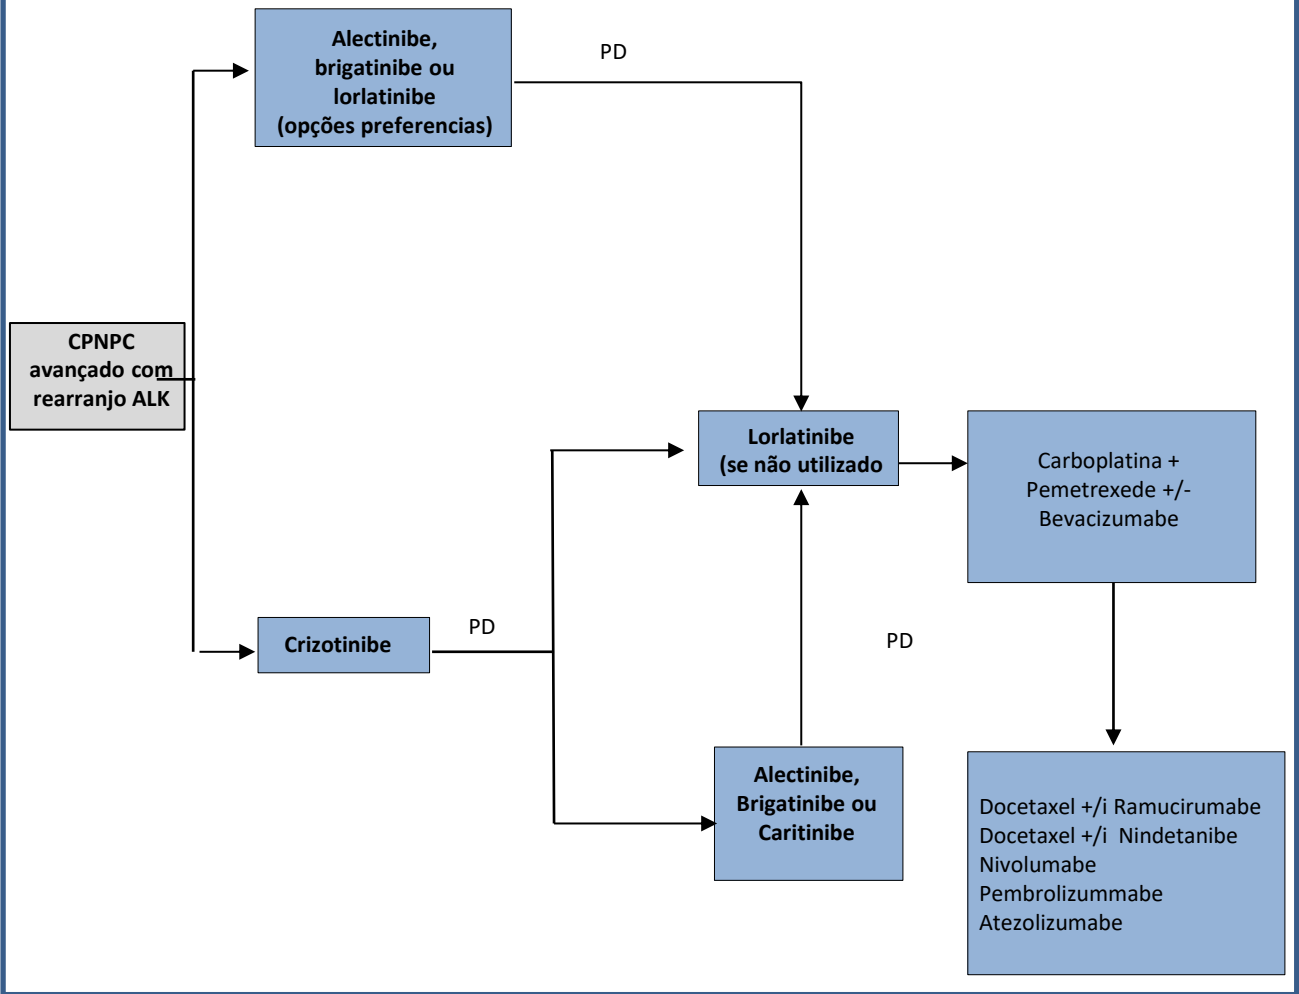 Alectinibe,
brigatinibe ou
lorlatinibe
(opções preferencias)
PD
CPNPC
avançado com
rearranjo ALK
Lorlatinibe
(se não utilizado
Carboplatina +
Pemetrexede +/-
Bevacizumabe
Crizotinibe
PD
PD
Alectinibe,
Brigatinibe ou
Caritinibe
Docetaxel +/i Ramucirumabe
Docetaxel +/i Nindetanibe
Nivolumabe
Pembrolizummabe
Atezolizumabe